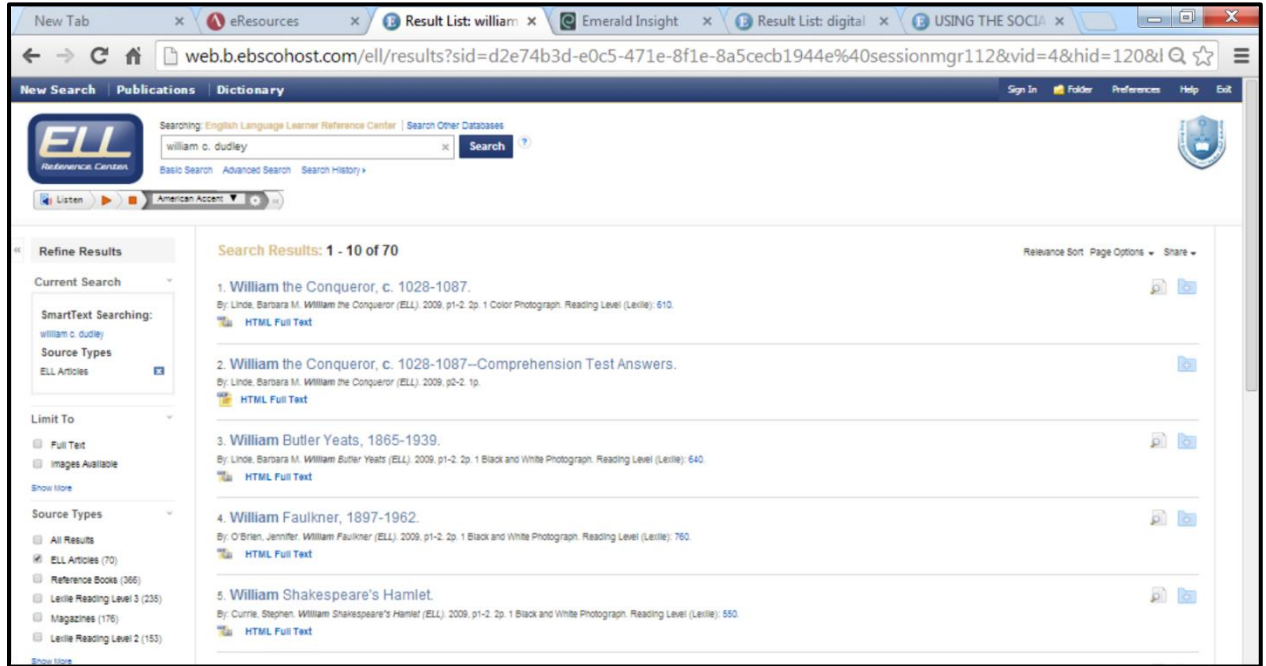 New Tab eResources Result List: william Emerald Insight Result List: digital USING THE SOCIA
web.b.ebscohost.com/ell/results?sid=d2e74b3d-e0c5-471e-8f1e-8a5cecb1944e%40sessionmgr112&vid=4&hid=120&l
New Search | Publications | Dictionary Sign In Folder Preferences Help Exit
Searching: English Language Learner Reference Center | Search Other Databases
ELL
Reference Center
william c. dudley Search ?
Basic Search Advanced Search Search History
Listen American Accent
Refine Results
Current Search
SmartText Searching:
william c. dudley
Source Types
ELL Articles
Limit To
Full Text
Images Available
Show More
Source Types
All Results
ELL Articles (70)
Reference Books (366)
Lexile Reading Level 3 (235)
Magazines (176)
Lexile Reading Level 2 (153)
Show More
Search Results: 1 - 10 of 70 Relevance Sort Page Options Share
1. William the Conqueror, c. 1028-1087.
By: Linde, Barbara M. William the Conqueror (ELL). 2009, p1-2. 2p. 1 Color Photograph. Reading Level (Lexile): 610.
HTML Full Text
2. William the Conqueror, c. 1028-1087--Comprehension Test Answers.
By: Linde, Barbara M. William the Conqueror (ELL). 2009, p2-2. 1p.
HTML Full Text
3. William Butler Yeats, 1865-1939.
By: Linde, Barbara M. William Butler Yeats (ELL). 2009, p1-2. 2p. 1 Black and White Photograph. Reading Level (Lexile): 640.
HTML Full Text
4. William Faulkner, 1897-1962.
By: O'Brien, Jennifer. William Faulkner (ELL). 2009, p1-2. 2p. 1 Black and White Photograph. Reading Level (Lexile): 760.
HTML Full Text
5. William Shakespeare's Hamlet.
By: Currie, Stephen. William Shakespeare's Hamlet (ELL). 2009, p1-2. 2p. 1 Black and White Photograph. Reading Level (Lexile): 550.
HTML Full Text